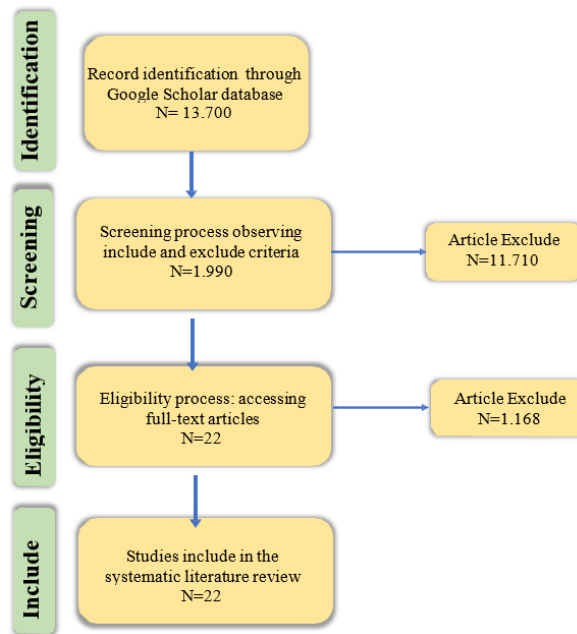 Identification
Record identification through
Google Scholar database
N= 13.700
Screening
Screening process observing
include and exclude criteria
N=1.990
Article Exclude
N=11.710
Eligibility
Eligibility process: accessing
full-text articles
N=22
Article Exclude
N=1.168
Include
Studies include in the
systematic literature review
N=22